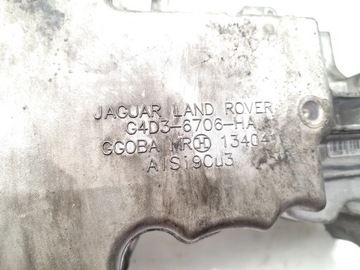 JAGUAR LAND ROVER
G4D3-6706-HA
GGOBA MR H 13404
AlSi9Cu3